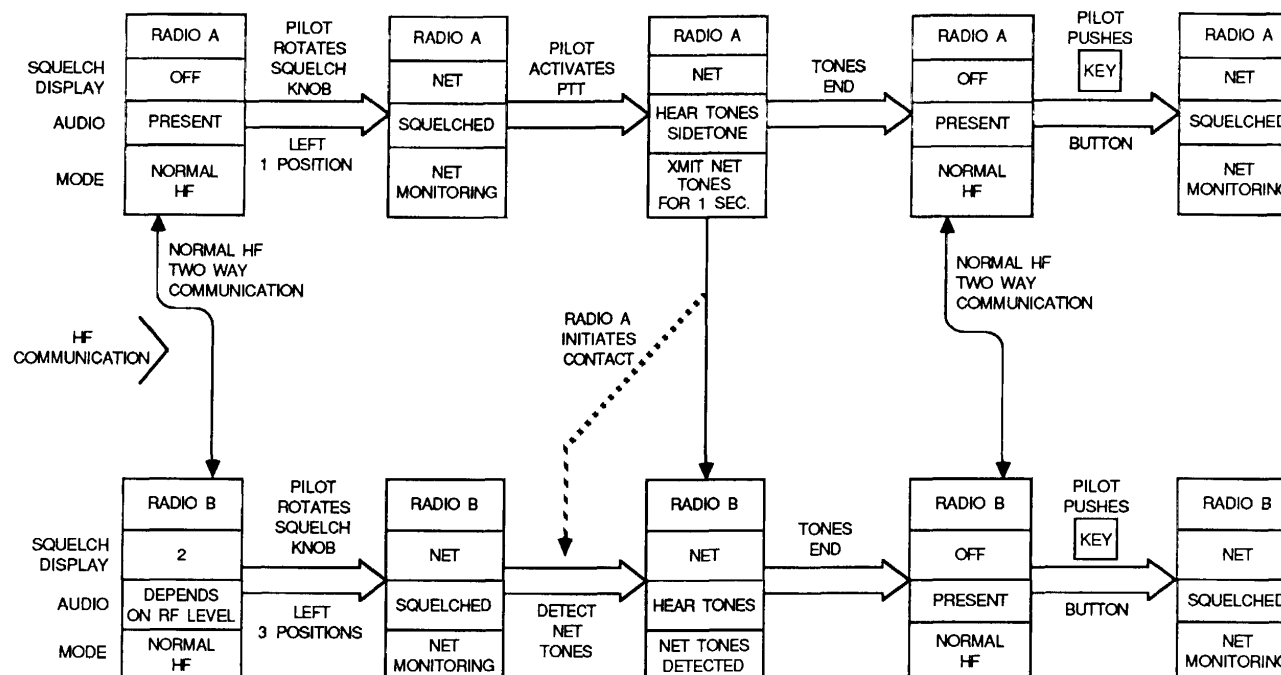 RADIO A
OFF
PRESENT
NORMAL
HF
SQUELCH
DISPLAY
AUDIO
MODE
PILOT
ROTATES
SQUELCH
KNOB
LEFT
1 POSITION
RADIO A
NET
SQUELCHED
NET
MONITORING
PILOT
ACTIVATES
PTT
RADIO A
NET
HEAR TONES
SIDETONE
XMIT NET
TONES
FOR 1 SEC.
TONES
END
RADIO A
OFF
PRESENT
NORMAL
HF
PILOT
PUSHES
KEY
BUTTON
RADIO A
NET
SQUELCHED
NET
MONITORING
NORMAL HF
TWO WAY
COMMUNICATION
HF
COMMUNICATION
RADIO A
INITIATES
CONTACT
NORMAL HF
TWO WAY
COMMUNICATION
SQUELCH
DISPLAY
AUDIO
MODE
RADIO B
2
DEPENDS
ON RF LEVEL
NORMAL
HF
PILOT
ROTATES
SQUELCH
KNOB
LEFT
3 POSITIONS
RADIO B
NET
SQUELCHED
NET
MONITORING
DETECT
NET
TONES
RADIO B
NET
HEAR TONES
NET TONES
DETECTED
TONES
END
RADIO B
OFF
PRESENT
NORMAL
HF
PILOT
PUSHES
KEY
BUTTON
RADIO B
NET
SQUELCHED
NET
MONITORING